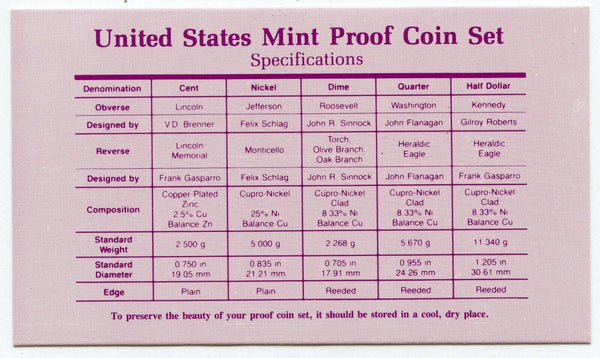 United States Mint Proof Coin Set
Specifications
Denomination Cent Nickel Dime Quarter Half Dollar
Obverse Lincoln Jefferson Roosevelt Washington Kennedy
Designed by V.D. Brenner Felix Schlag John R. Sinnock John Flanagan Gilroy Roberts
Reverse Lincoln Memorial Monticello Torch, Olive Branch, Oak Branch Heraldic Eagle Heraldic Eagle
Designed by Frank Gasparro Felix Schlag John R. Sinnock John Flanagan Frank Gasparro
Composition Copper Plated Zinc 2.5% Cu Balance Zn Cupro-Nickel 25% Ni Balance Cu Cupro-Nickel Clad 8.33% Ni Balance Cu Cupro-Nickel Clad 8.33% Ni Balance Cu Cupro-Nickel Clad 8.33% Ni Balance Cu
Standard Weight 2.500 g 5.000 g 2.268 g 5.670 g 11.340 g
Standard Diameter 0.750 in 19.05 mm 0.835 in 21.21 mm 0.705 in 17.91 mm 0.955 in 24.26 mm 1.205 in 30.61 mm
Edge Plain Plain Reeded Reeded Reeded
To preserve the beauty of your proof coin set, it should be stored in a cool, dry place.